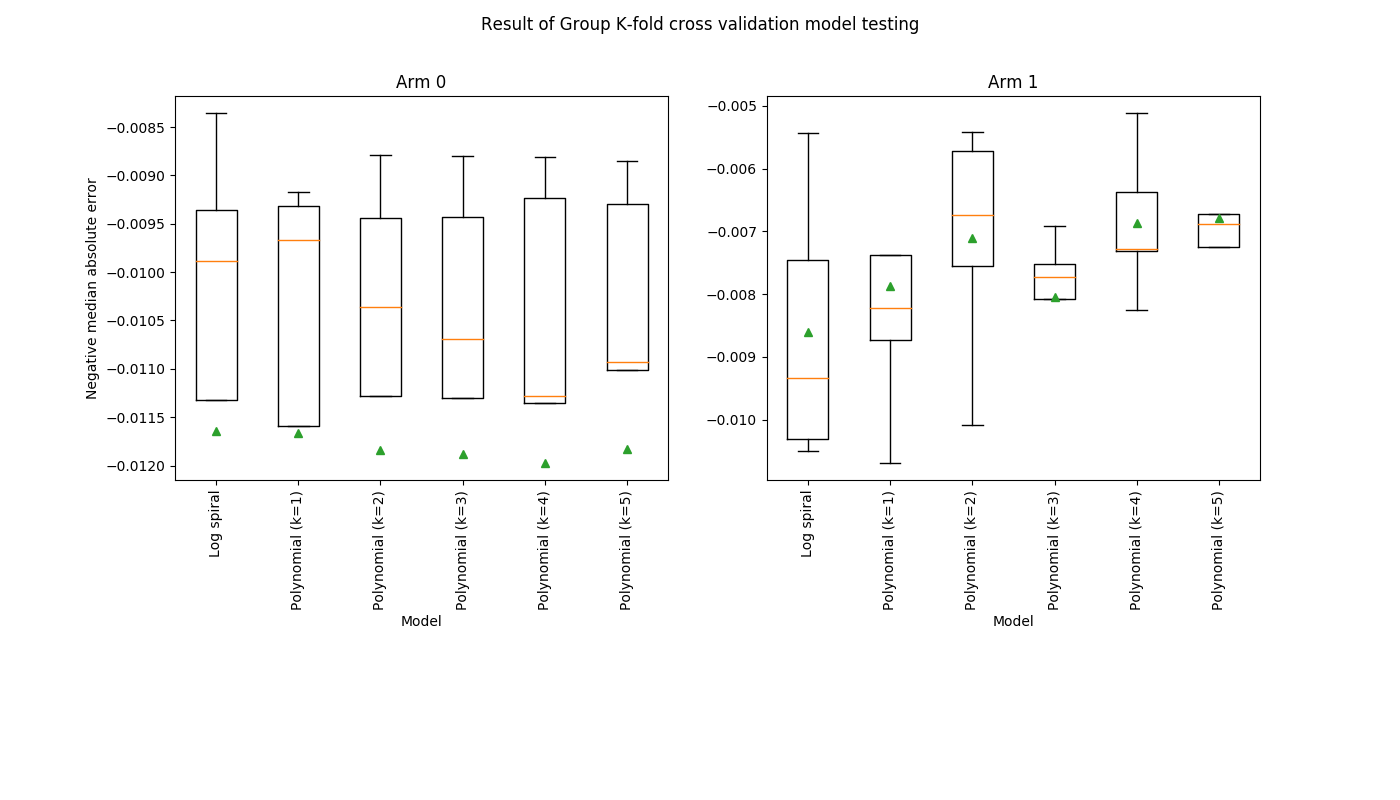 Result of Group K-fold cross validation model testing
Arm 0
Negative median absolute error
−0.0085
−0.0090
−0.0095
−0.0100
−0.0105
−0.0110
−0.0115
−0.0120
Log spiral
Polynomial (k=1)
Polynomial (k=2)
Polynomial (k=3)
Polynomial (k=4)
Polynomial (k=5)
Model
Arm 1
−0.005
−0.006
−0.007
−0.008
−0.009
−0.010
Log spiral
Polynomial (k=1)
Polynomial (k=2)
Polynomial (k=3)
Polynomial (k=4)
Polynomial (k=5)
Model